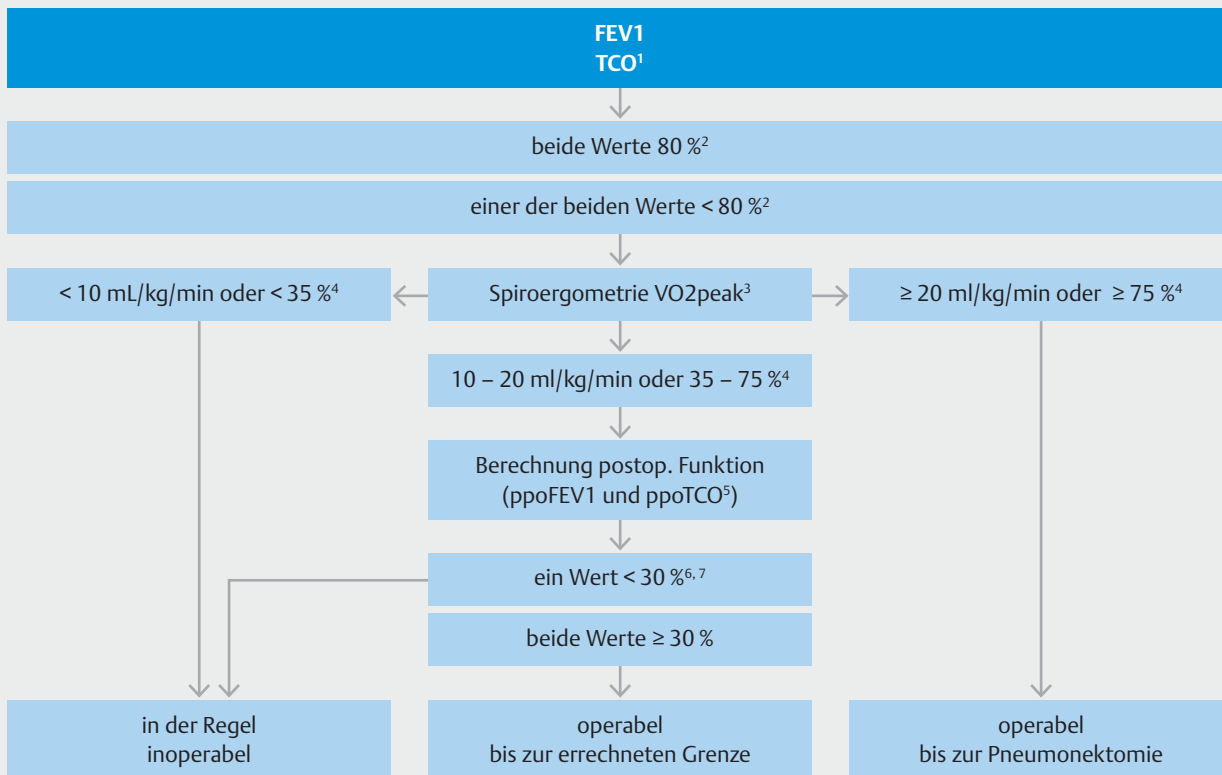 FEV1
TCO¹
beide Werte 80 %²
einer der beiden Werte < 80 %²
< 10 mL/kg/min oder < 35 %⁴
Spiroergometrie VO2peak³
≥ 20 ml/kg/min oder ≥ 75 %⁴
10 – 20 ml/kg/min oder 35 – 75 %⁴
Berechnung postop. Funktion
(ppoFEV1 und ppoTCO⁵)
ein Wert < 30 %⁶, ⁷
beide Werte ≥ 30 %
in der Regel
inoperabel
operabel
bis zur errechneten Grenze
operabel
bis zur Pneumonektomie